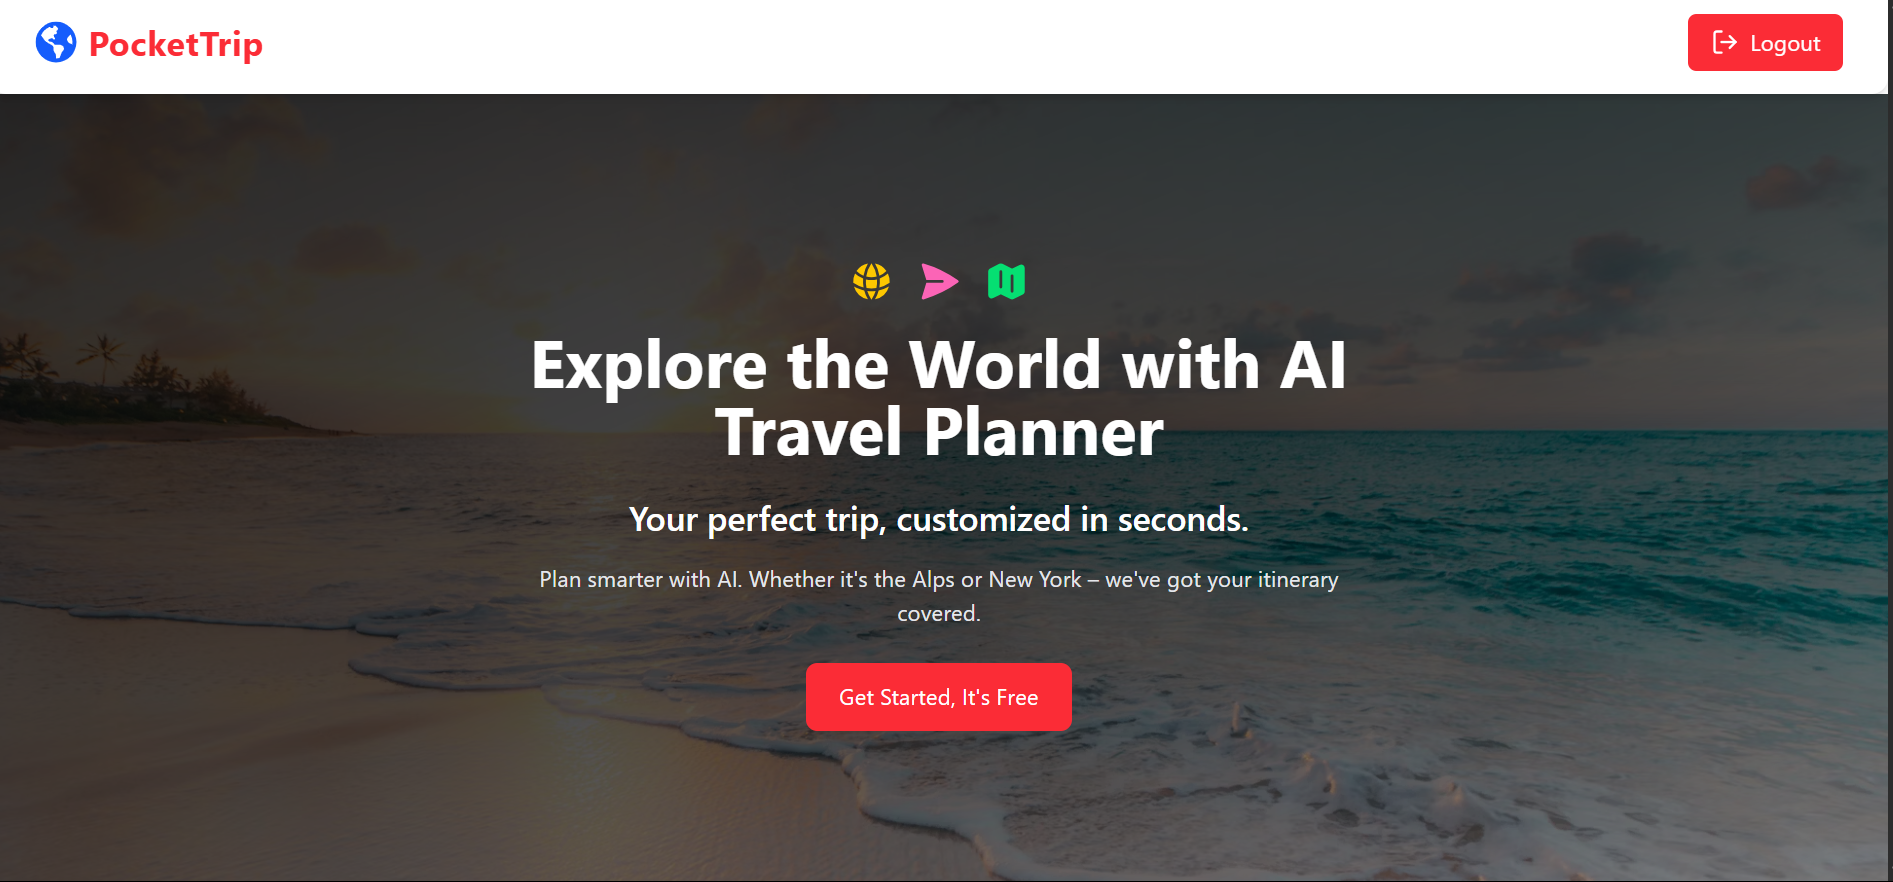 PocketTrip
Logout
Explore the World with AI
Travel Planner
Your perfect trip, customized in seconds.
Plan smarter with AI. Whether it's the Alps or New York – we've got your itinerary
covered.
Get Started, It's Free